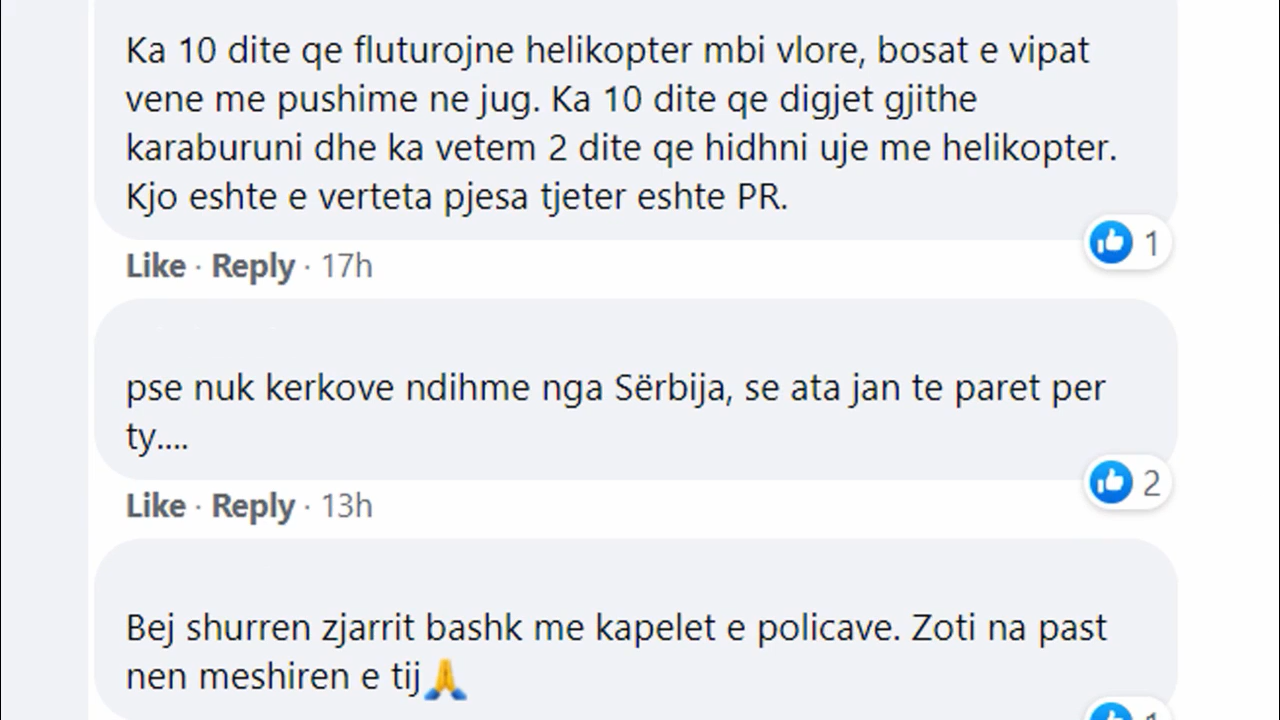 Ka 10 dite qe fluturojne helikopter mbi vlore, bosat e vipat
vene me pushime ne jug. Ka 10 dite qe digjet gjithe
karaburuni dhe ka vetem 2 dite qe hidhni uje me helikopter.
Kjo eshte e verteta pjesa tjeter eshte PR.
1
Like · Reply · 17h
pse nuk kerkove ndihme nga Sërbija, se ata jan te paret per
ty....
2
Like · Reply · 13h
Bej shurren zjarrit bashk me kapelet e policave. Zoti na past
nen meshiren e tij🙏